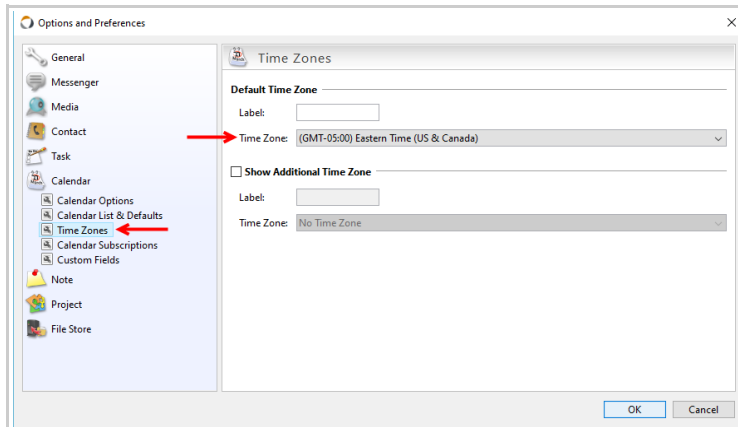 Options and Preferences
General
Messenger
Media
Contact
Task
Calendar
Calendar Options
Calendar List & Defaults
Time Zones
Calendar Subscriptions
Custom Fields
Note
Project
File Store
Time Zones
Default Time Zone
Label:
Time Zone: (GMT-05:00) Eastern Time (US & Canada)
Show Additional Time Zone
Label:
Time Zone: No Time Zone
OK Cancel